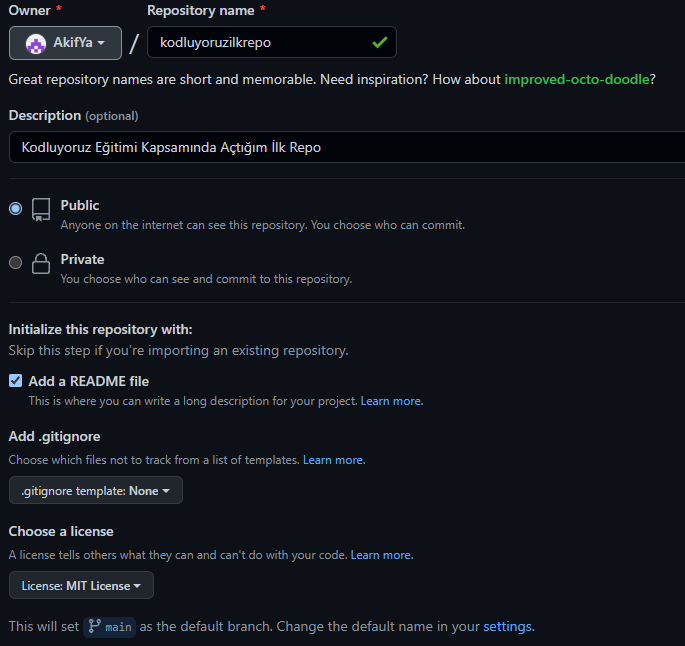 Owner *
Repository name *
AkifYa
/
kodluyoruzilkrepo
Great repository names are short and memorable. Need inspiration? How about improved-octo-doodle?
Description (optional)
Kodluyoruz Eğitimi Kapsamında Açtığım İlk Repo
Public
Anyone on the internet can see this repository. You choose who can commit.
Private
You choose who can see and commit to this repository.
Initialize this repository with:
Skip this step if you’re importing an existing repository.
Add a README file
This is where you can write a long description for your project. Learn more.
Add .gitignore
Choose which files not to track from a list of templates. Learn more.
.gitignore template: None
Choose a license
A license tells others what they can and can't do with your code. Learn more.
License: MIT License
This will set main as the default branch. Change the default name in your settings.